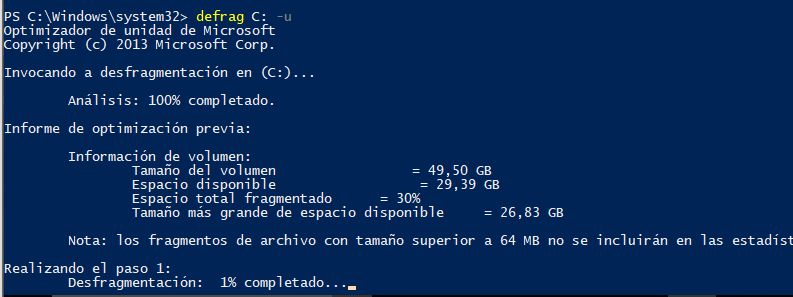 PS C:\Windows\system32> defrag C: -u
Optimizador de unidad de Microsoft
Copyright (c) 2013 Microsoft Corp.
Invocando a desfragmentación en (C:)...
Análisis: 100% completado.
Informe de optimización previa:
Información de volumen:
Tamaño del volumen = 49,50 GB
Espacio disponible = 29,39 GB
Espacio total fragmentado = 30%
Tamaño más grande de espacio disponible = 26,83 GB
Nota: los fragmentos de archivo con tamaño superior a 64 MB no se incluirán en las estadíst
Realizando el paso 1:
Desfragmentación: 1% completado...